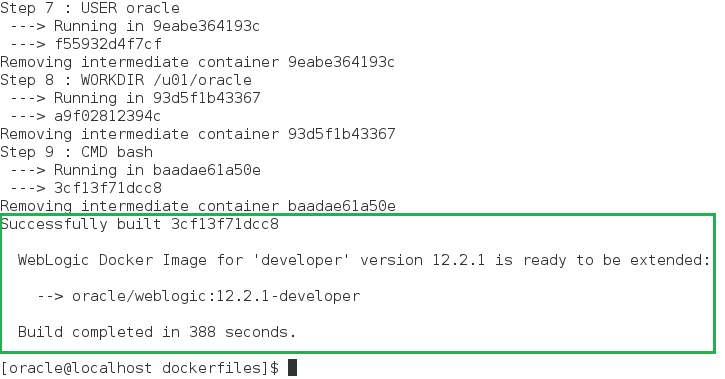 Step 7 : USER oracle
 ---> Running in 9eabe364193c
 ---> f55932d4f7cf
Removing intermediate container 9eabe364193c
Step 8 : WORKDIR /u01/oracle
 ---> Running in 93d5f1b43367
 ---> a9f02812394c
Removing intermediate container 93d5f1b43367
Step 9 : CMD bash
 ---> Running in baadae61a50e
 ---> 3cf13f71dcc8
Removing intermediate container baadae61a50e
Successfully built 3cf13f71dcc8
  WebLogic Docker Image for 'developer' version 12.2.1 is ready to be extended:
    --> oracle/weblogic:12.2.1-developer
  Build completed in 388 seconds.
[oracle@localhost dockerfiles]$